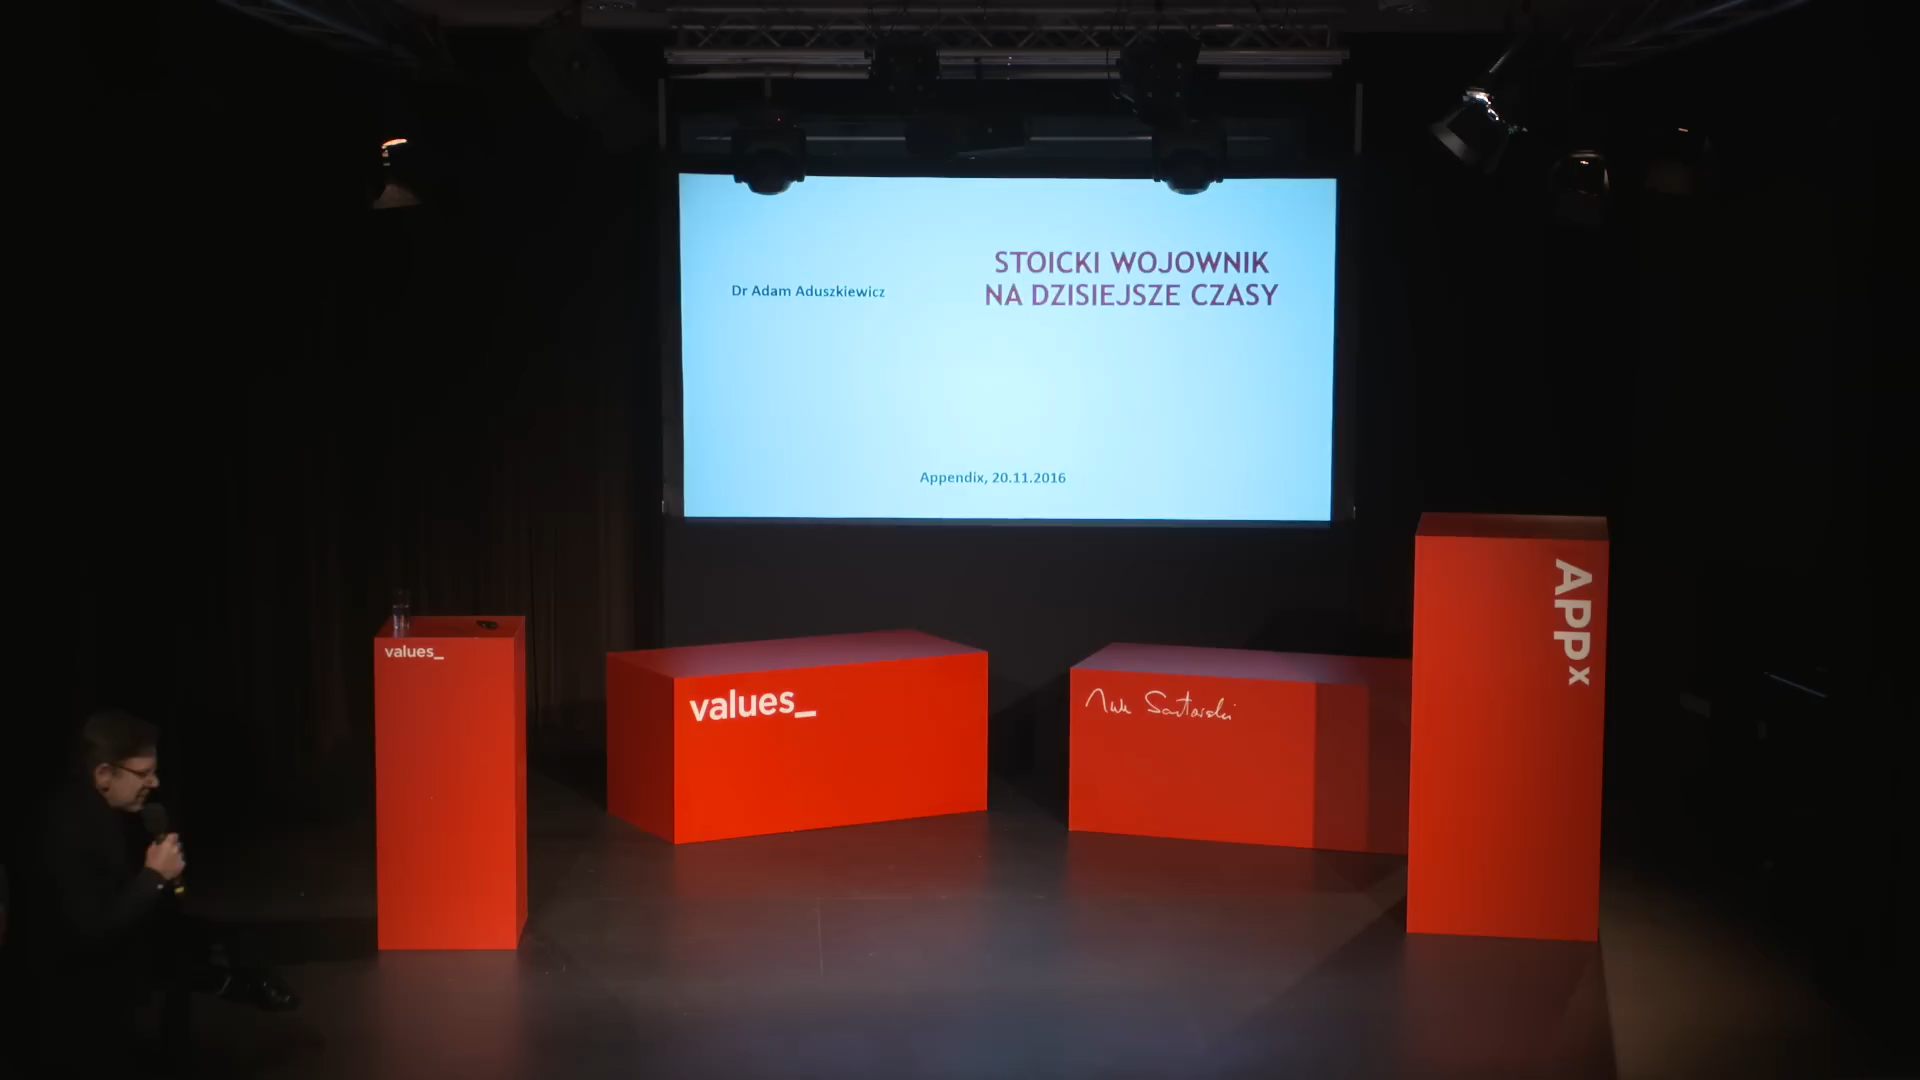 STOICKI WOJOWNIK
NA DZISIEJSZE CZASY
Dr Adam Aduszkiewicz
Appendix, 20.11.2016
values_
values_
APPx